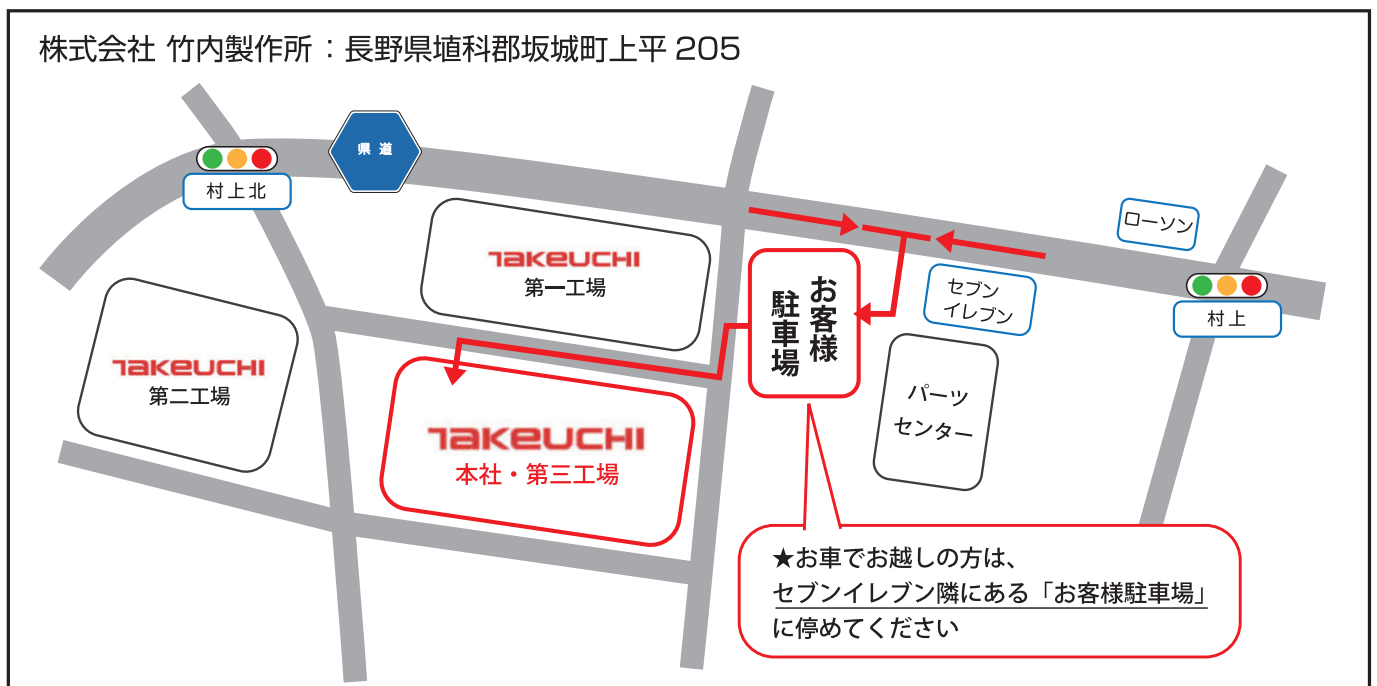 株式会社 竹内製作所：長野県埴科郡坂城町上平 205
県道
村上北
ローソン
TAKEUCHI
第一工場
お客様
駐車場
セブン
イレブン
村上
TAKEUCHI
第二工場
パーツ
センター
TAKEUCHI
本社・第三工場
★お車でお越しの方は、
セブンイレブン隣にある「お客様駐車場」
に停めてください